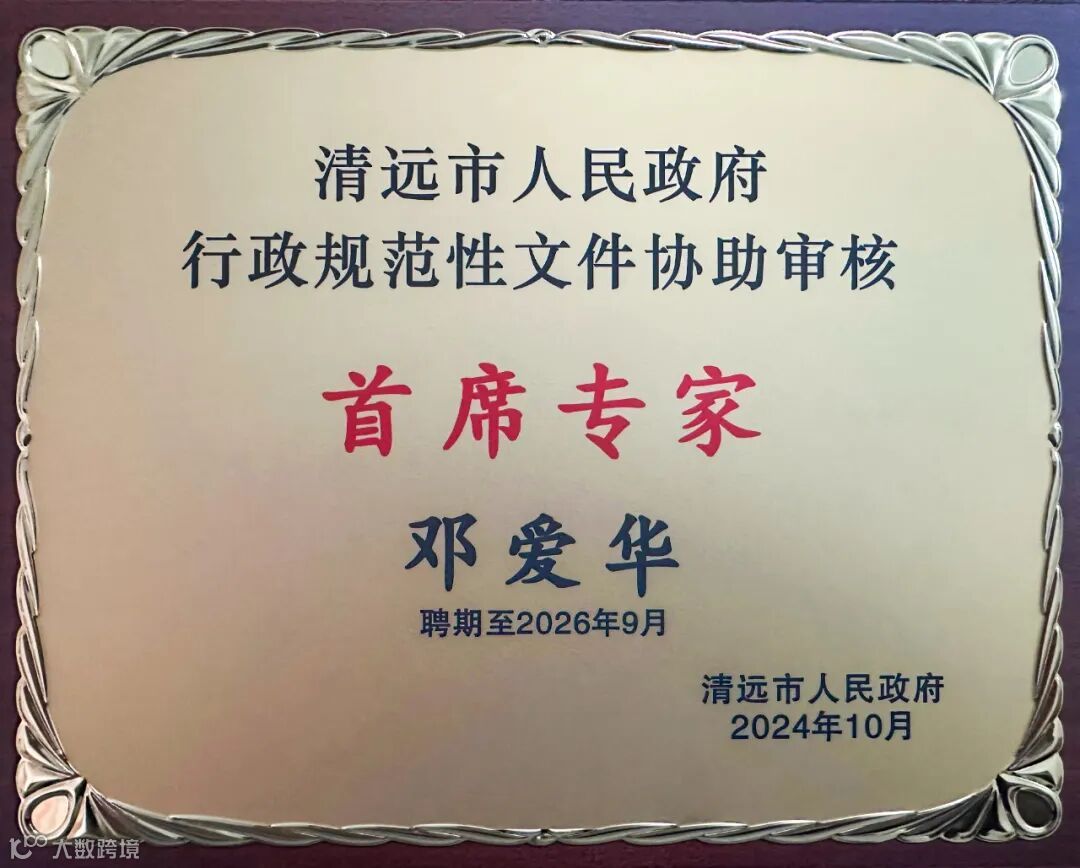 清远市人民政府
行政规范性文件协助审核
首席专家
邓爱华
聘期至2026年9月
清远市人民政府
2024年10月
大数跨境